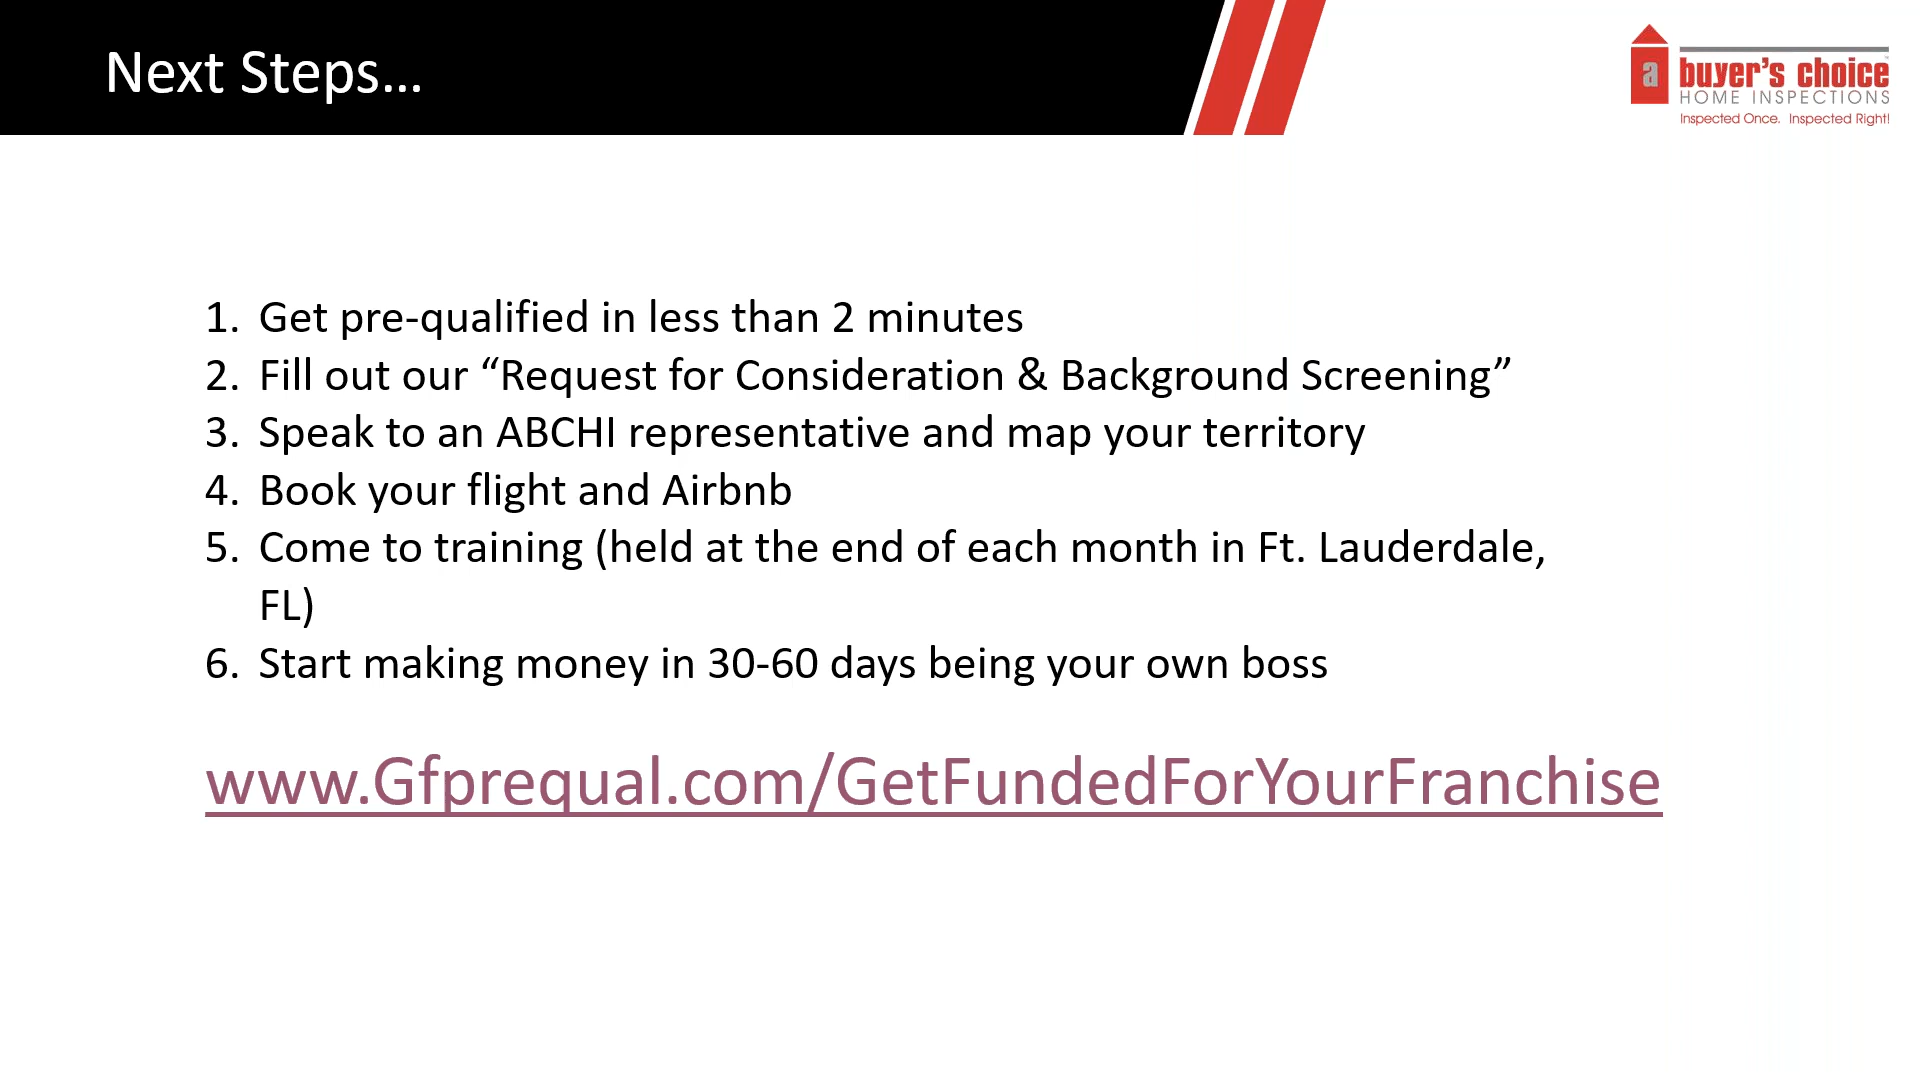 Next Steps…
a buyer's choice
HOME INSPECTIONS
Inspected Once. Inspected Right!
1. Get pre-qualified in less than 2 minutes
2. Fill out our “Request for Consideration & Background Screening”
3. Speak to an ABCHI representative and map your territory
4. Book your flight and Airbnb
5. Come to training (held at the end of each month in Ft. Lauderdale,
FL)
6. Start making money in 30-60 days being your own boss
www.Gfprequal.com/GetFundedForYourFranchise